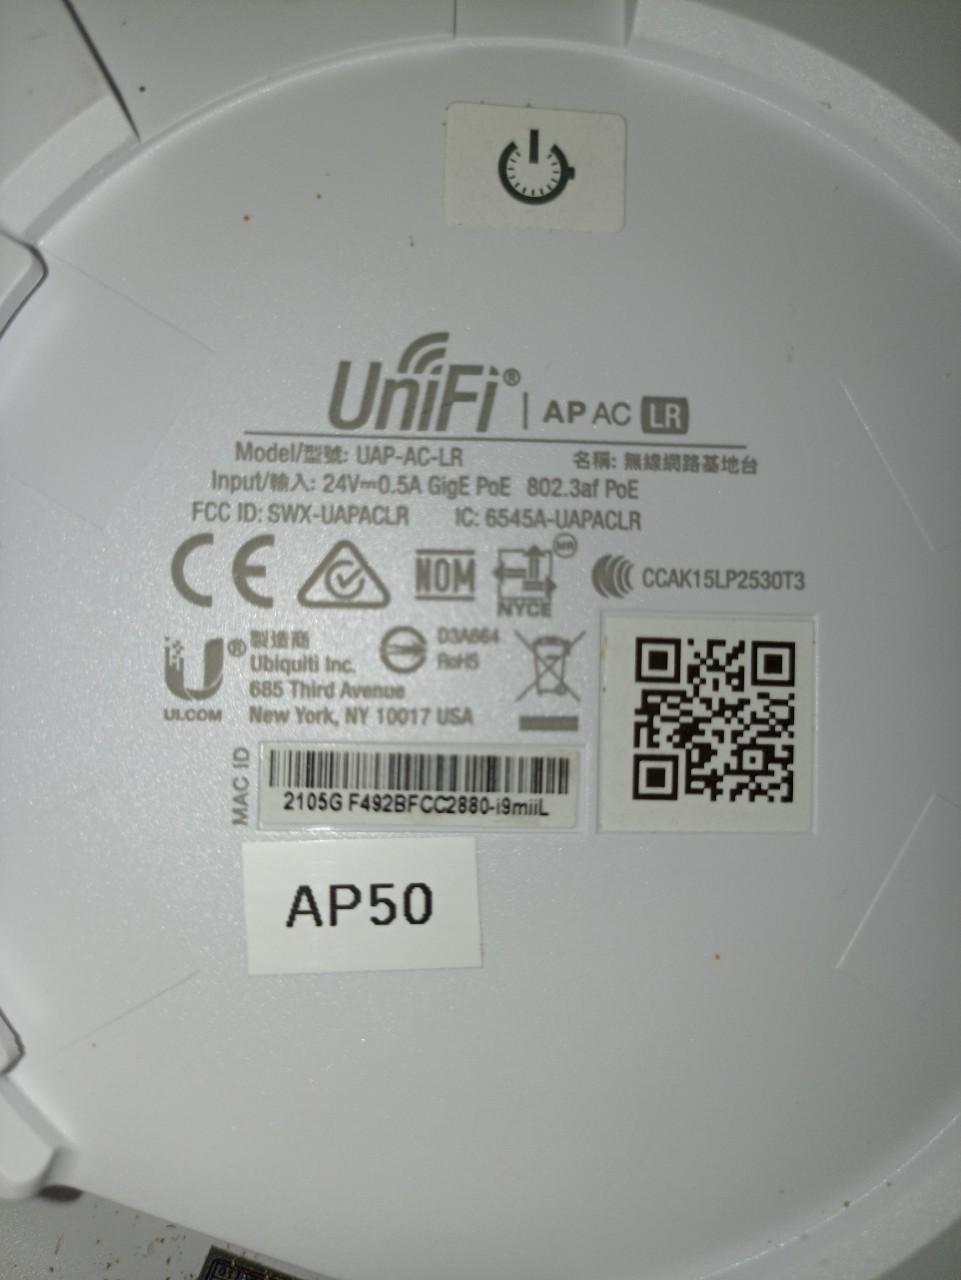 UniFi® | AP AC LR
Model/型號: UAP-AC-LR 名稱: 無線網路基地台
Input/輸入: 24V⎓0.5A GigE PoE 802.3af PoE
FCC ID: SWX-UAPACLR IC: 6545A-UAPACLR
CE NOM NYCE MR CCAK15LP2530T3
U® 製造商 D3A664
Ubiquiti Inc. RoHS
685 Third Avenue
UI.COM New York, NY 10017 USA
MAC ID
2105G F492BFCC2880-i9miiL
AP50